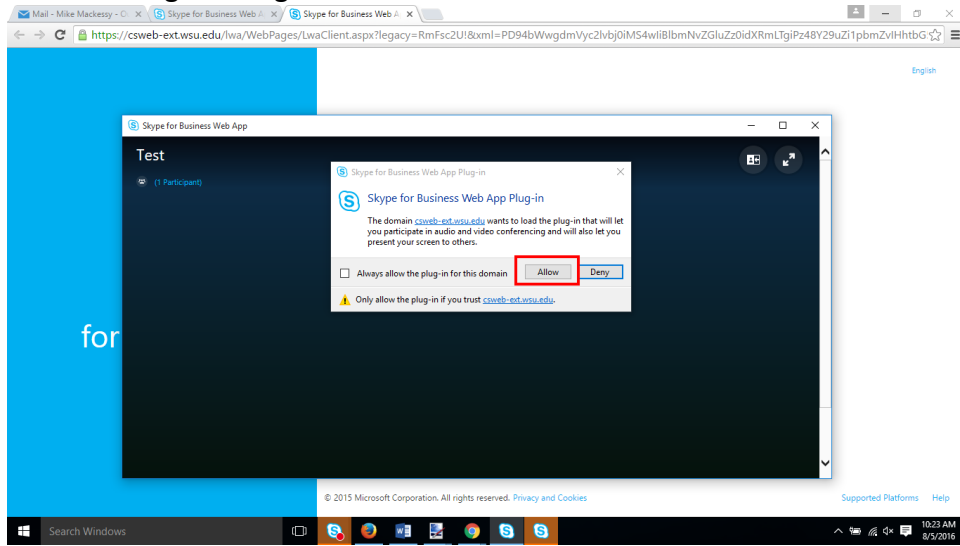 Mail - Mike Mackessy - O
Skype for Business Web A
Skype for Business Web A
https://csweb-ext.wsu.edu/lwa/WebPages/LwaClient.aspx?legacy=RmFsc2U!&xml=PD94bWwgdmVyc2lvbj0iMS4wIiBlbmNvZGluZz0idXRmLTgiPz48Y29uZi1pbmZvIHhtbG
English
Skype for Business Web App
Test
(1 Participant)
Skype for Business Web App Plug-in
Skype for Business Web App Plug-in
The domain csweb-ext.wsu.edu wants to load the plug-in that will let
you participate in audio and video conferencing and will also let you
present your screen to others.
Always allow the plug-in for this domain
Allow
Deny
Only allow the plug-in if you trust csweb-ext.wsu.edu.
for
© 2015 Microsoft Corporation. All rights reserved. Privacy and Cookies
Supported Platforms
Help
Search Windows
10:23 AM
8/5/2016